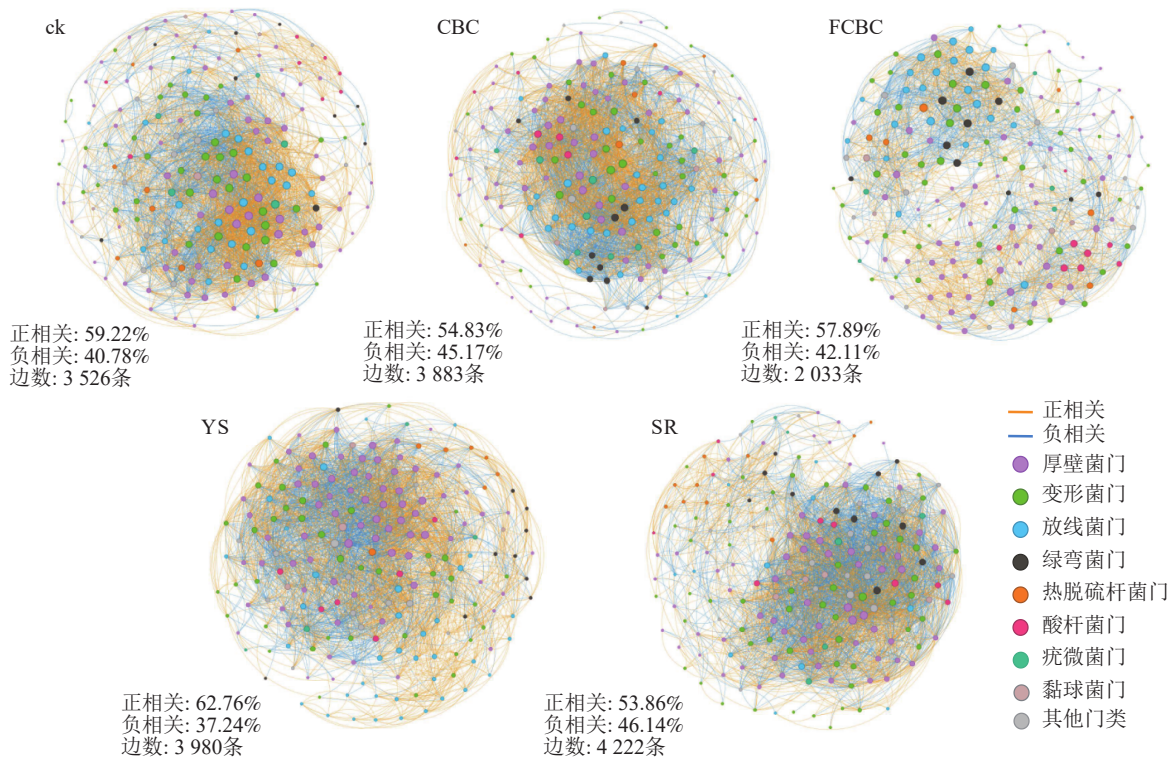 ck
CBC
FCBC
正相关: 59.22%
负相关: 40.78%
边数: 3 526条
正相关: 54.83%
负相关: 45.17%
边数: 3 883条
正相关: 57.89%
负相关: 42.11%
边数: 2 033条
YS
SR
正相关: 62.76%
负相关: 37.24%
边数: 3 980条
正相关: 53.86%
负相关: 46.14%
边数: 4 222条
正相关
负相关
厚壁菌门
变形菌门
放线菌门
绿弯菌门
热脱硫杆菌门
酸杆菌门
疣微菌门
黏球菌门
其他门类